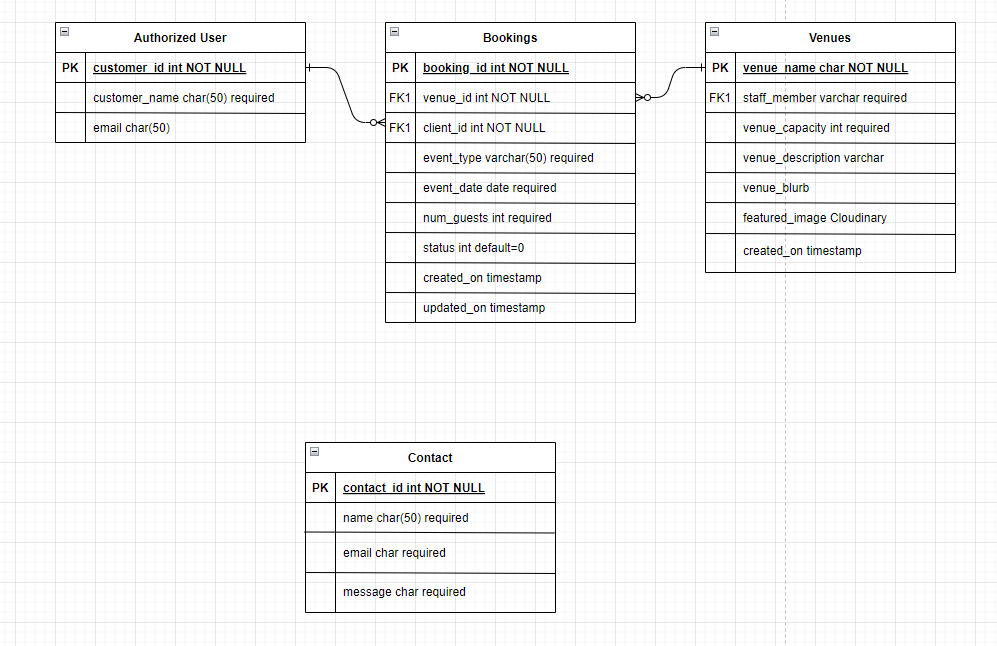 Authorized User
PK customer_id int NOT NULL
customer_name char(50) required
email char(50)
Bookings
PK booking_id int NOT NULL
FK1 venue_id int NOT NULL
FK1 client_id int NOT NULL
event_type varchar(50) required
event_date date required
num_guests int required
status int default=0
created_on timestamp
updated_on timestamp
Venues
PK venue_name char NOT NULL
FK1 staff_member varchar required
venue_capacity int required
venue_description varchar
venue_blurb
featured_image Cloudinary
created_on timestamp
Contact
PK contact_id int NOT NULL
name char(50) required
email char required
message char required